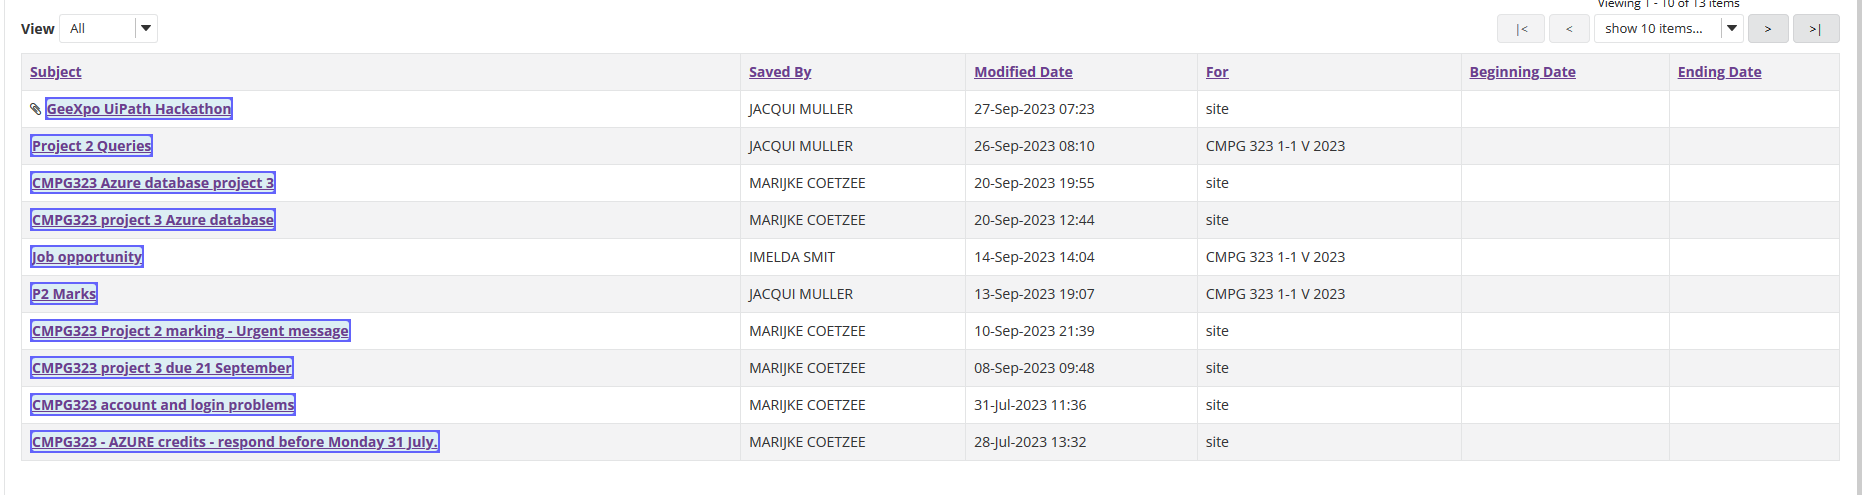 Viewing 1 - 10 of 13 items
View All |< < show 10 items... > >|
Subject Saved By Modified Date For Beginning Date Ending Date
GeeXpo UiPath Hackathon JACQUI MULLER 27-Sep-2023 07:23 site
Project 2 Queries JACQUI MULLER 26-Sep-2023 08:10 CMPG 323 1-1 V 2023
CMPG323 Azure database project 3 MARIJKE COETZEE 20-Sep-2023 19:55 site
CMPG323 project 3 Azure database MARIJKE COETZEE 20-Sep-2023 12:44 site
Job opportunity IMELDA SMIT 14-Sep-2023 14:04 CMPG 323 1-1 V 2023
P2 Marks JACQUI MULLER 13-Sep-2023 19:07 CMPG 323 1-1 V 2023
CMPG323 Project 2 marking - Urgent message MARIJKE COETZEE 10-Sep-2023 21:39 site
CMPG323 project 3 due 21 September MARIJKE COETZEE 08-Sep-2023 09:48 site
CMPG323 account and login problems MARIJKE COETZEE 31-Jul-2023 11:36 site
CMPG323 - AZURE credits - respond before Monday 31 July. MARIJKE COETZEE 28-Jul-2023 13:32 site